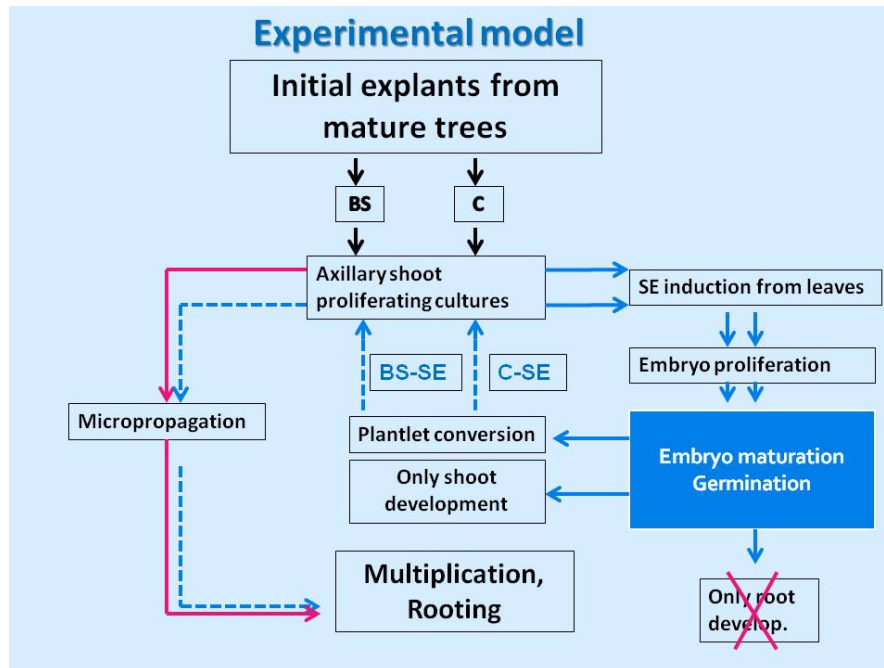 Experimental model
Initial explants from
mature trees
BS
C
Axillary shoot
proliferating cultures
SE induction from leaves
BS-SE
C-SE
Embryo proliferation
Micropropagation
Plantlet conversion
Embryo maturation
Germination
Only shoot
development
Multiplication,
Rooting
Only root
develop.